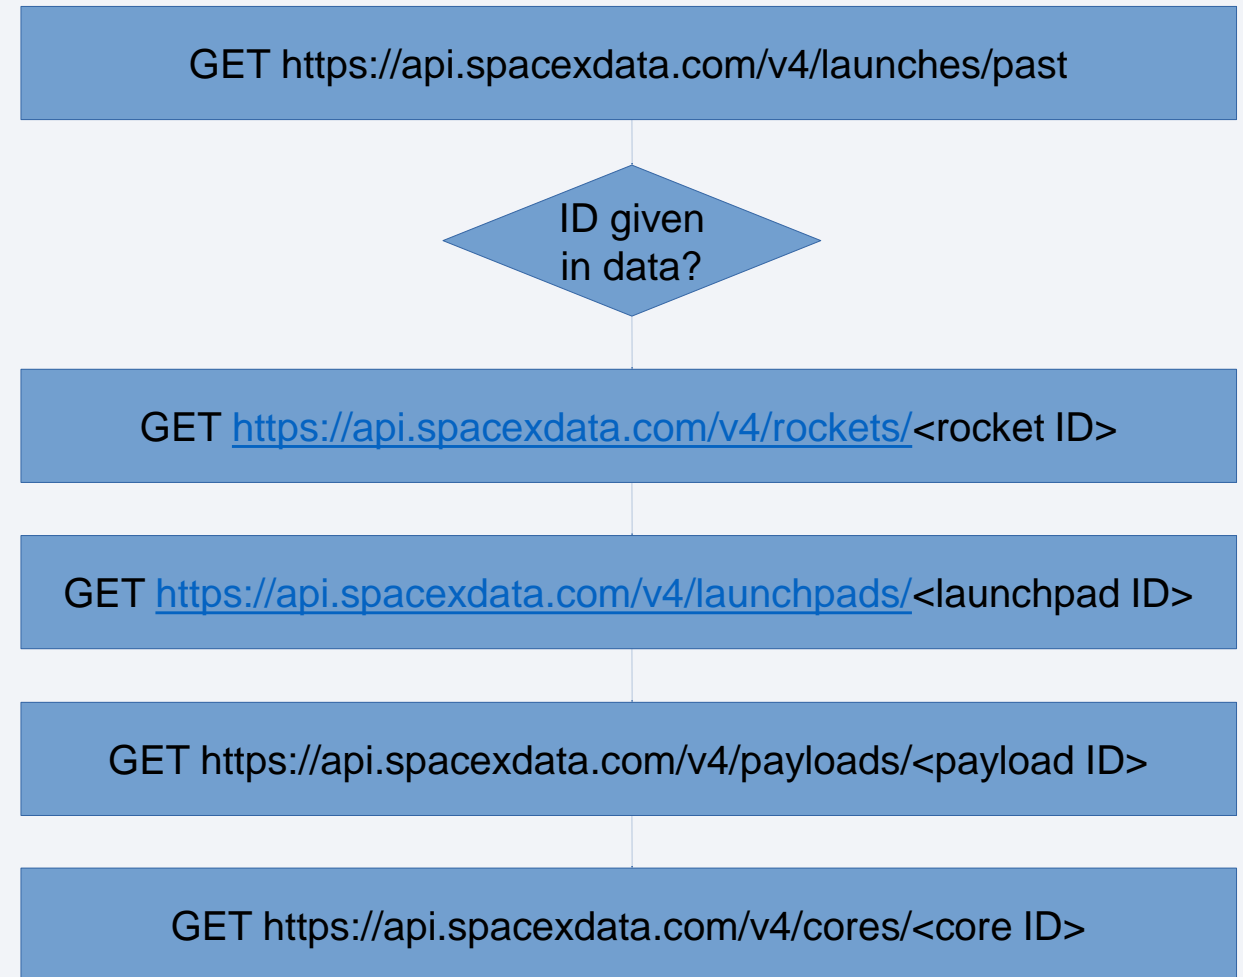 GET https://api.spacexdata.com/v4/launches/past
ID given
in data?
GET https://api.spacexdata.com/v4/rockets/<rocket ID>
GET https://api.spacexdata.com/v4/launchpads/<launchpad ID>
GET https://api.spacexdata.com/v4/payloads/<payload ID>
GET https://api.spacexdata.com/v4/cores/<core ID>